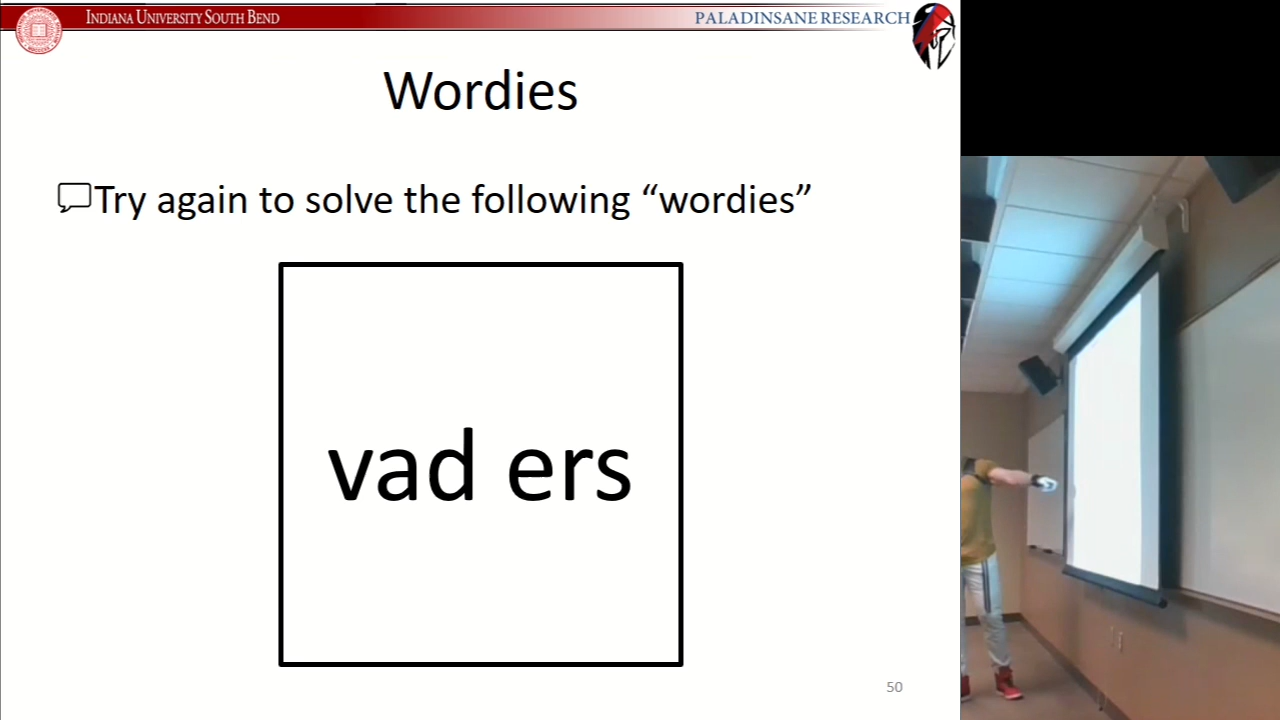 INDIANA UNIVERSITY SOUTH BEND
PALADINSANE RESEARCH
Wordies
Try again to solve the following “wordies”
vad ers
50